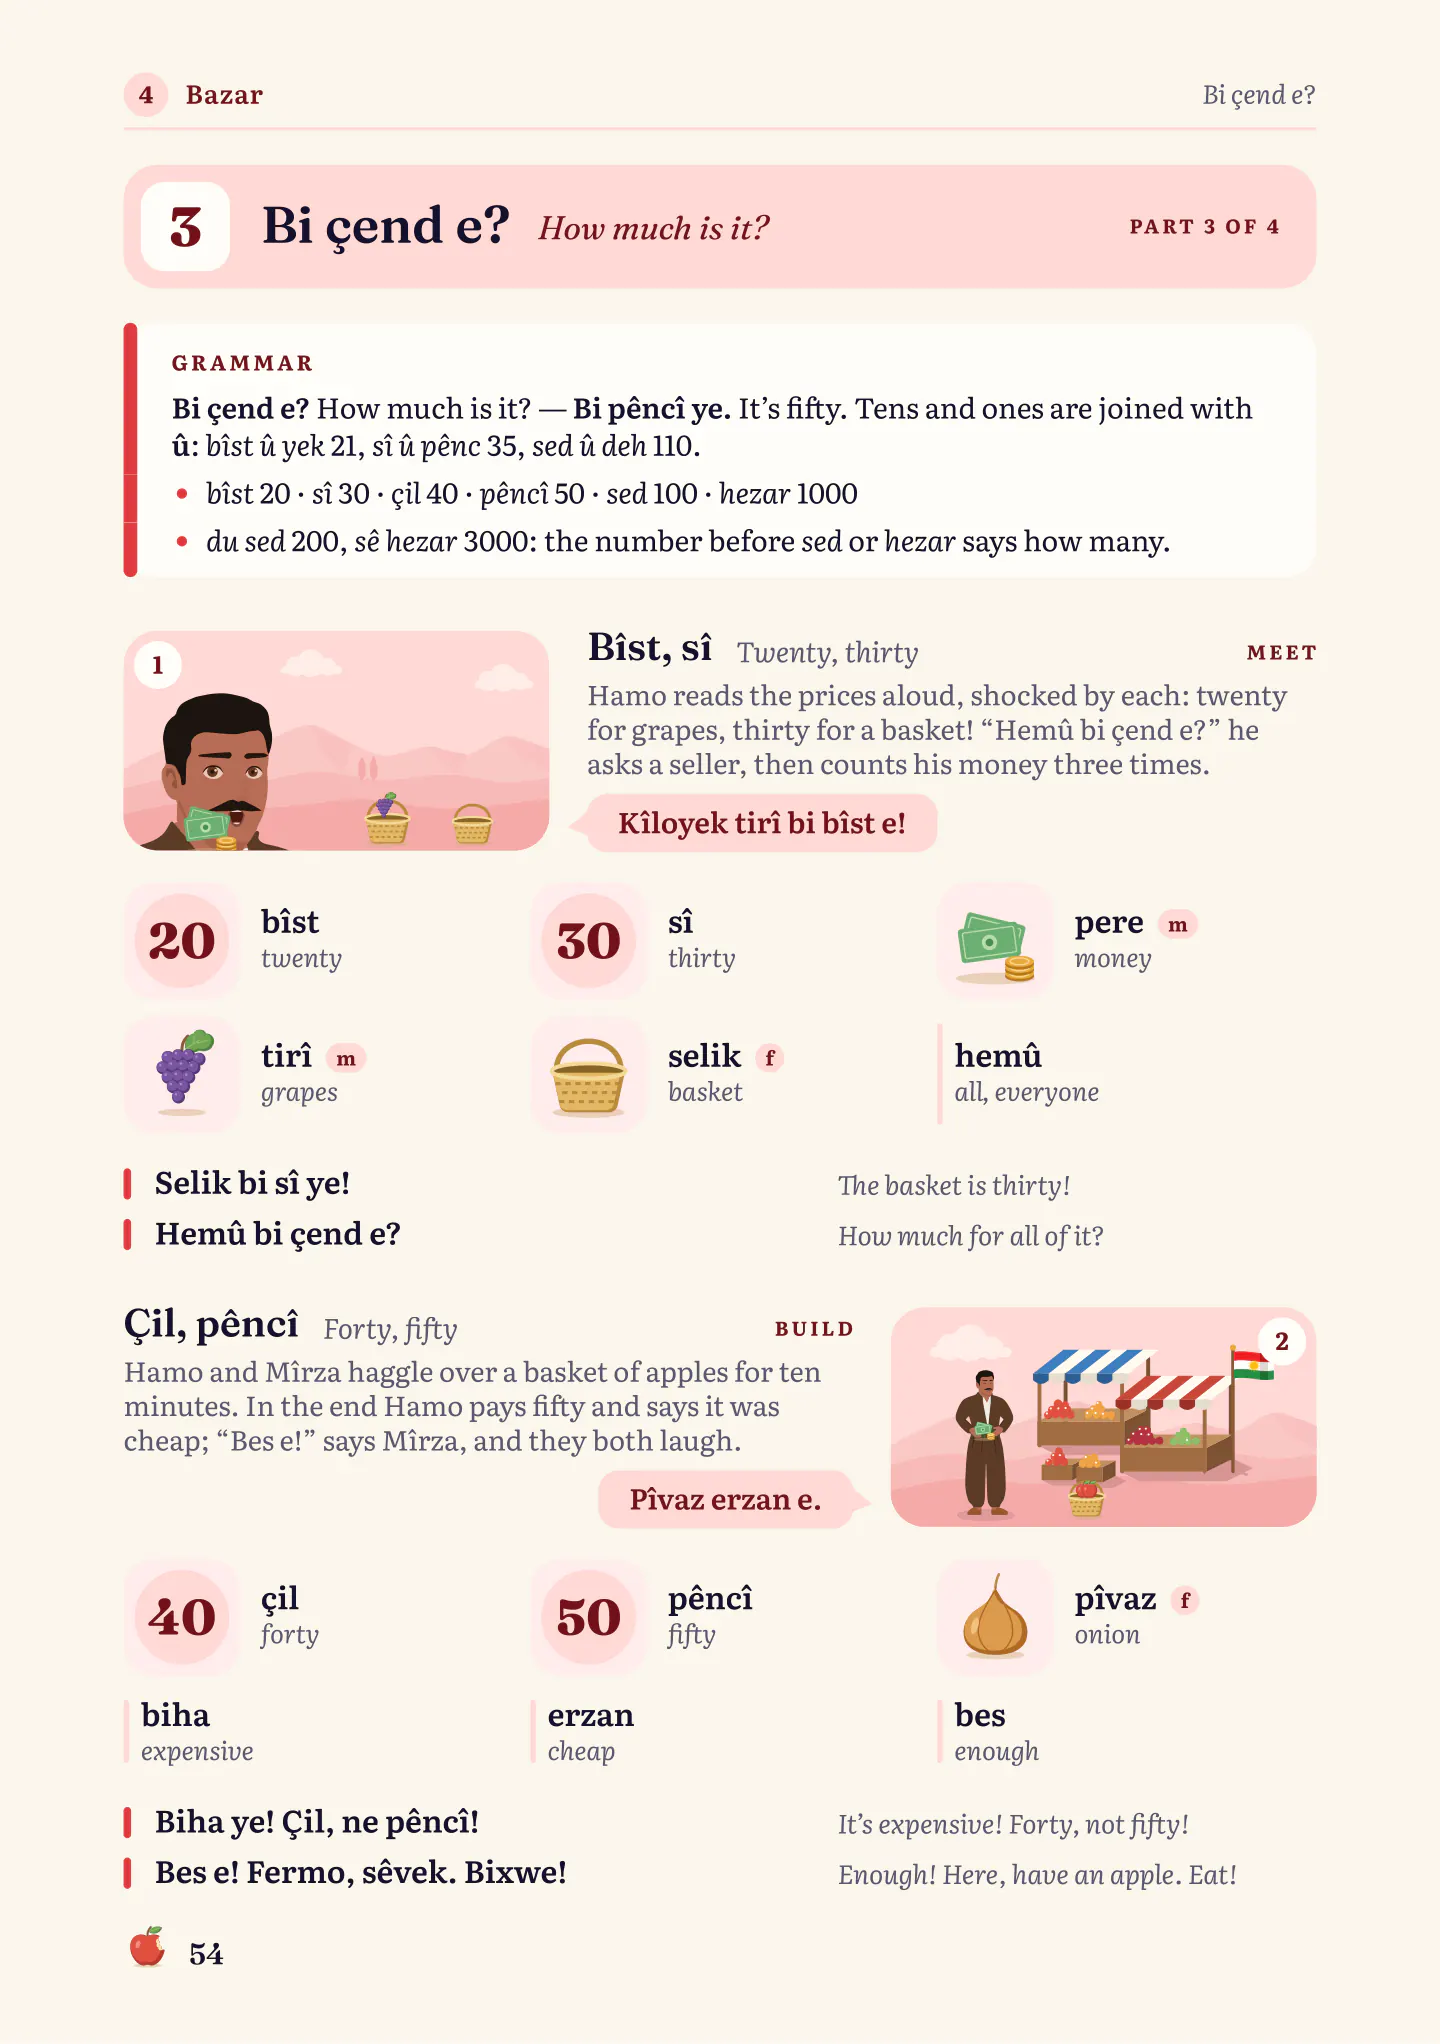 4 Bazar
Bi çend e?
3 Bi çend e? How much is it? PART 3 OF 4
GRAMMAR
Bi çend e? How much is it? — Bi pêncî ye. It’s fifty. Tens and ones are joined with
û: bîst û yek 21, sî û pênc 35, sed û deh 110.
• bîst 20 · sî 30 · çil 40 · pêncî 50 · sed 100 · hezar 1000
• du sed 200, sê hezar 3000: the number before sed or hezar says how many.
1
Bîst, sî Twenty, thirty MEET
Hamo reads the prices aloud, shocked by each: twenty
for grapes, thirty for a basket! “Hemû bi çend e?” he
asks a seller, then counts his money three times.
Kîloyek tirî bi bîst e!
20 bîst
twenty
30 sî
thirty
pere m
money
tirî m
grapes
selik f
basket
hemû
all, everyone
Selik bi sî ye! The basket is thirty!
Hemû bi çend e? How much for all of it?
Çil, pêncî Forty, fifty BUILD
Hamo and Mîrza haggle over a basket of apples for ten
minutes. In the end Hamo pays fifty and says it was
cheap; “Bes e!” says Mîrza, and they both laugh.
Pîvaz erzan e.
2
40 çil
forty
50 pêncî
fifty
pîvaz f
onion
biha
expensive
erzan
cheap
bes
enough
Biha ye! Çil, ne pêncî! It’s expensive! Forty, not fifty!
Bes e! Fermo, sêvek. Bixwe! Enough! Here, have an apple. Eat!
54